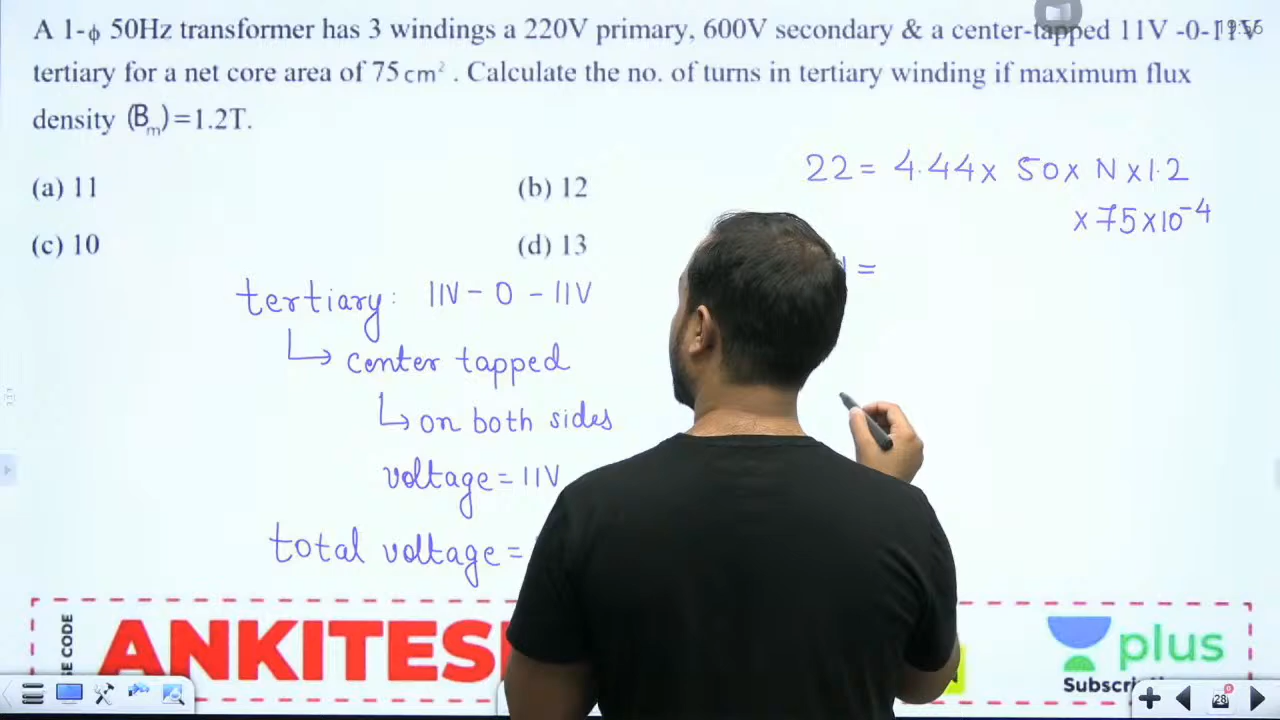 A 1-ϕ 50Hz transformer has 3 windings a 220V primary, 600V secondary & a center-tapped 11V -0-11V
tertiary for a net core area of 75 cm². Calculate the no. of turns in tertiary winding if maximum flux
density (Bm) = 1.2T.
(a) 11
(b) 12
(c) 10
(d) 13
22 = 4.44 x 50 x N x 1.2
x 75 x 10⁻⁴
=
tertiary: 11V - 0 - 11V
↳ center tapped
↳ on both sides
voltage = 11V
total voltage =
CODE
ANKITES
plus
28